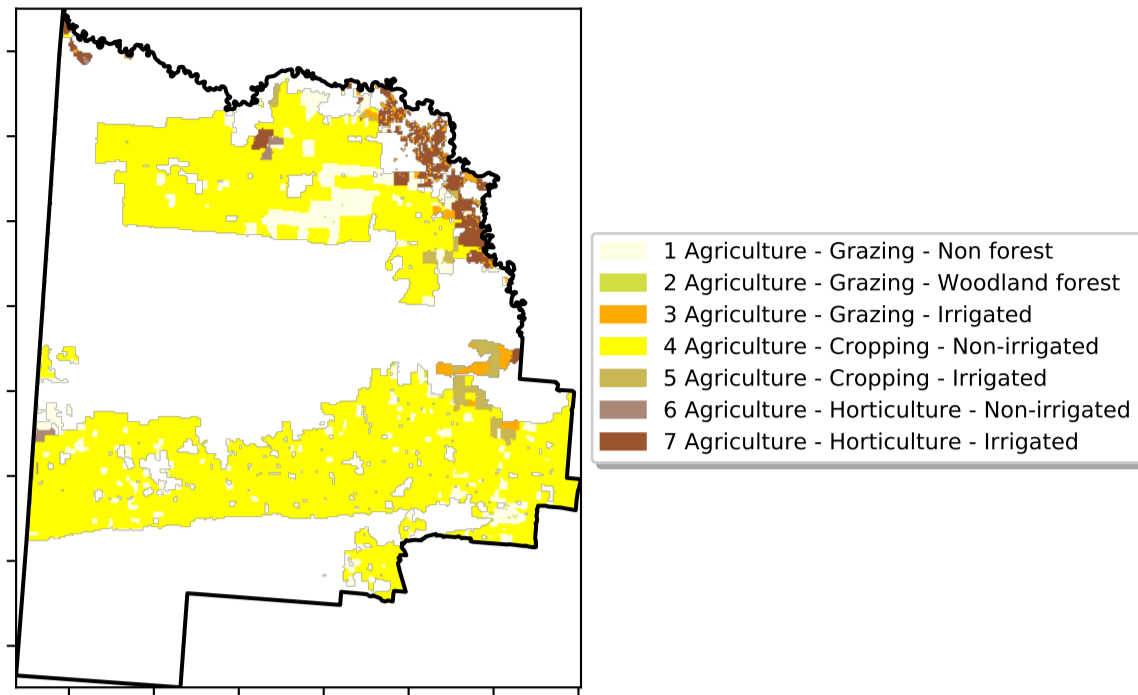 1 Agriculture - Grazing - Non forest
2 Agriculture - Grazing - Woodland forest
3 Agriculture - Grazing - Irrigated
4 Agriculture - Cropping - Non-irrigated
5 Agriculture - Cropping - Irrigated
6 Agriculture - Horticulture - Non-irrigated
7 Agriculture - Horticulture - Irrigated